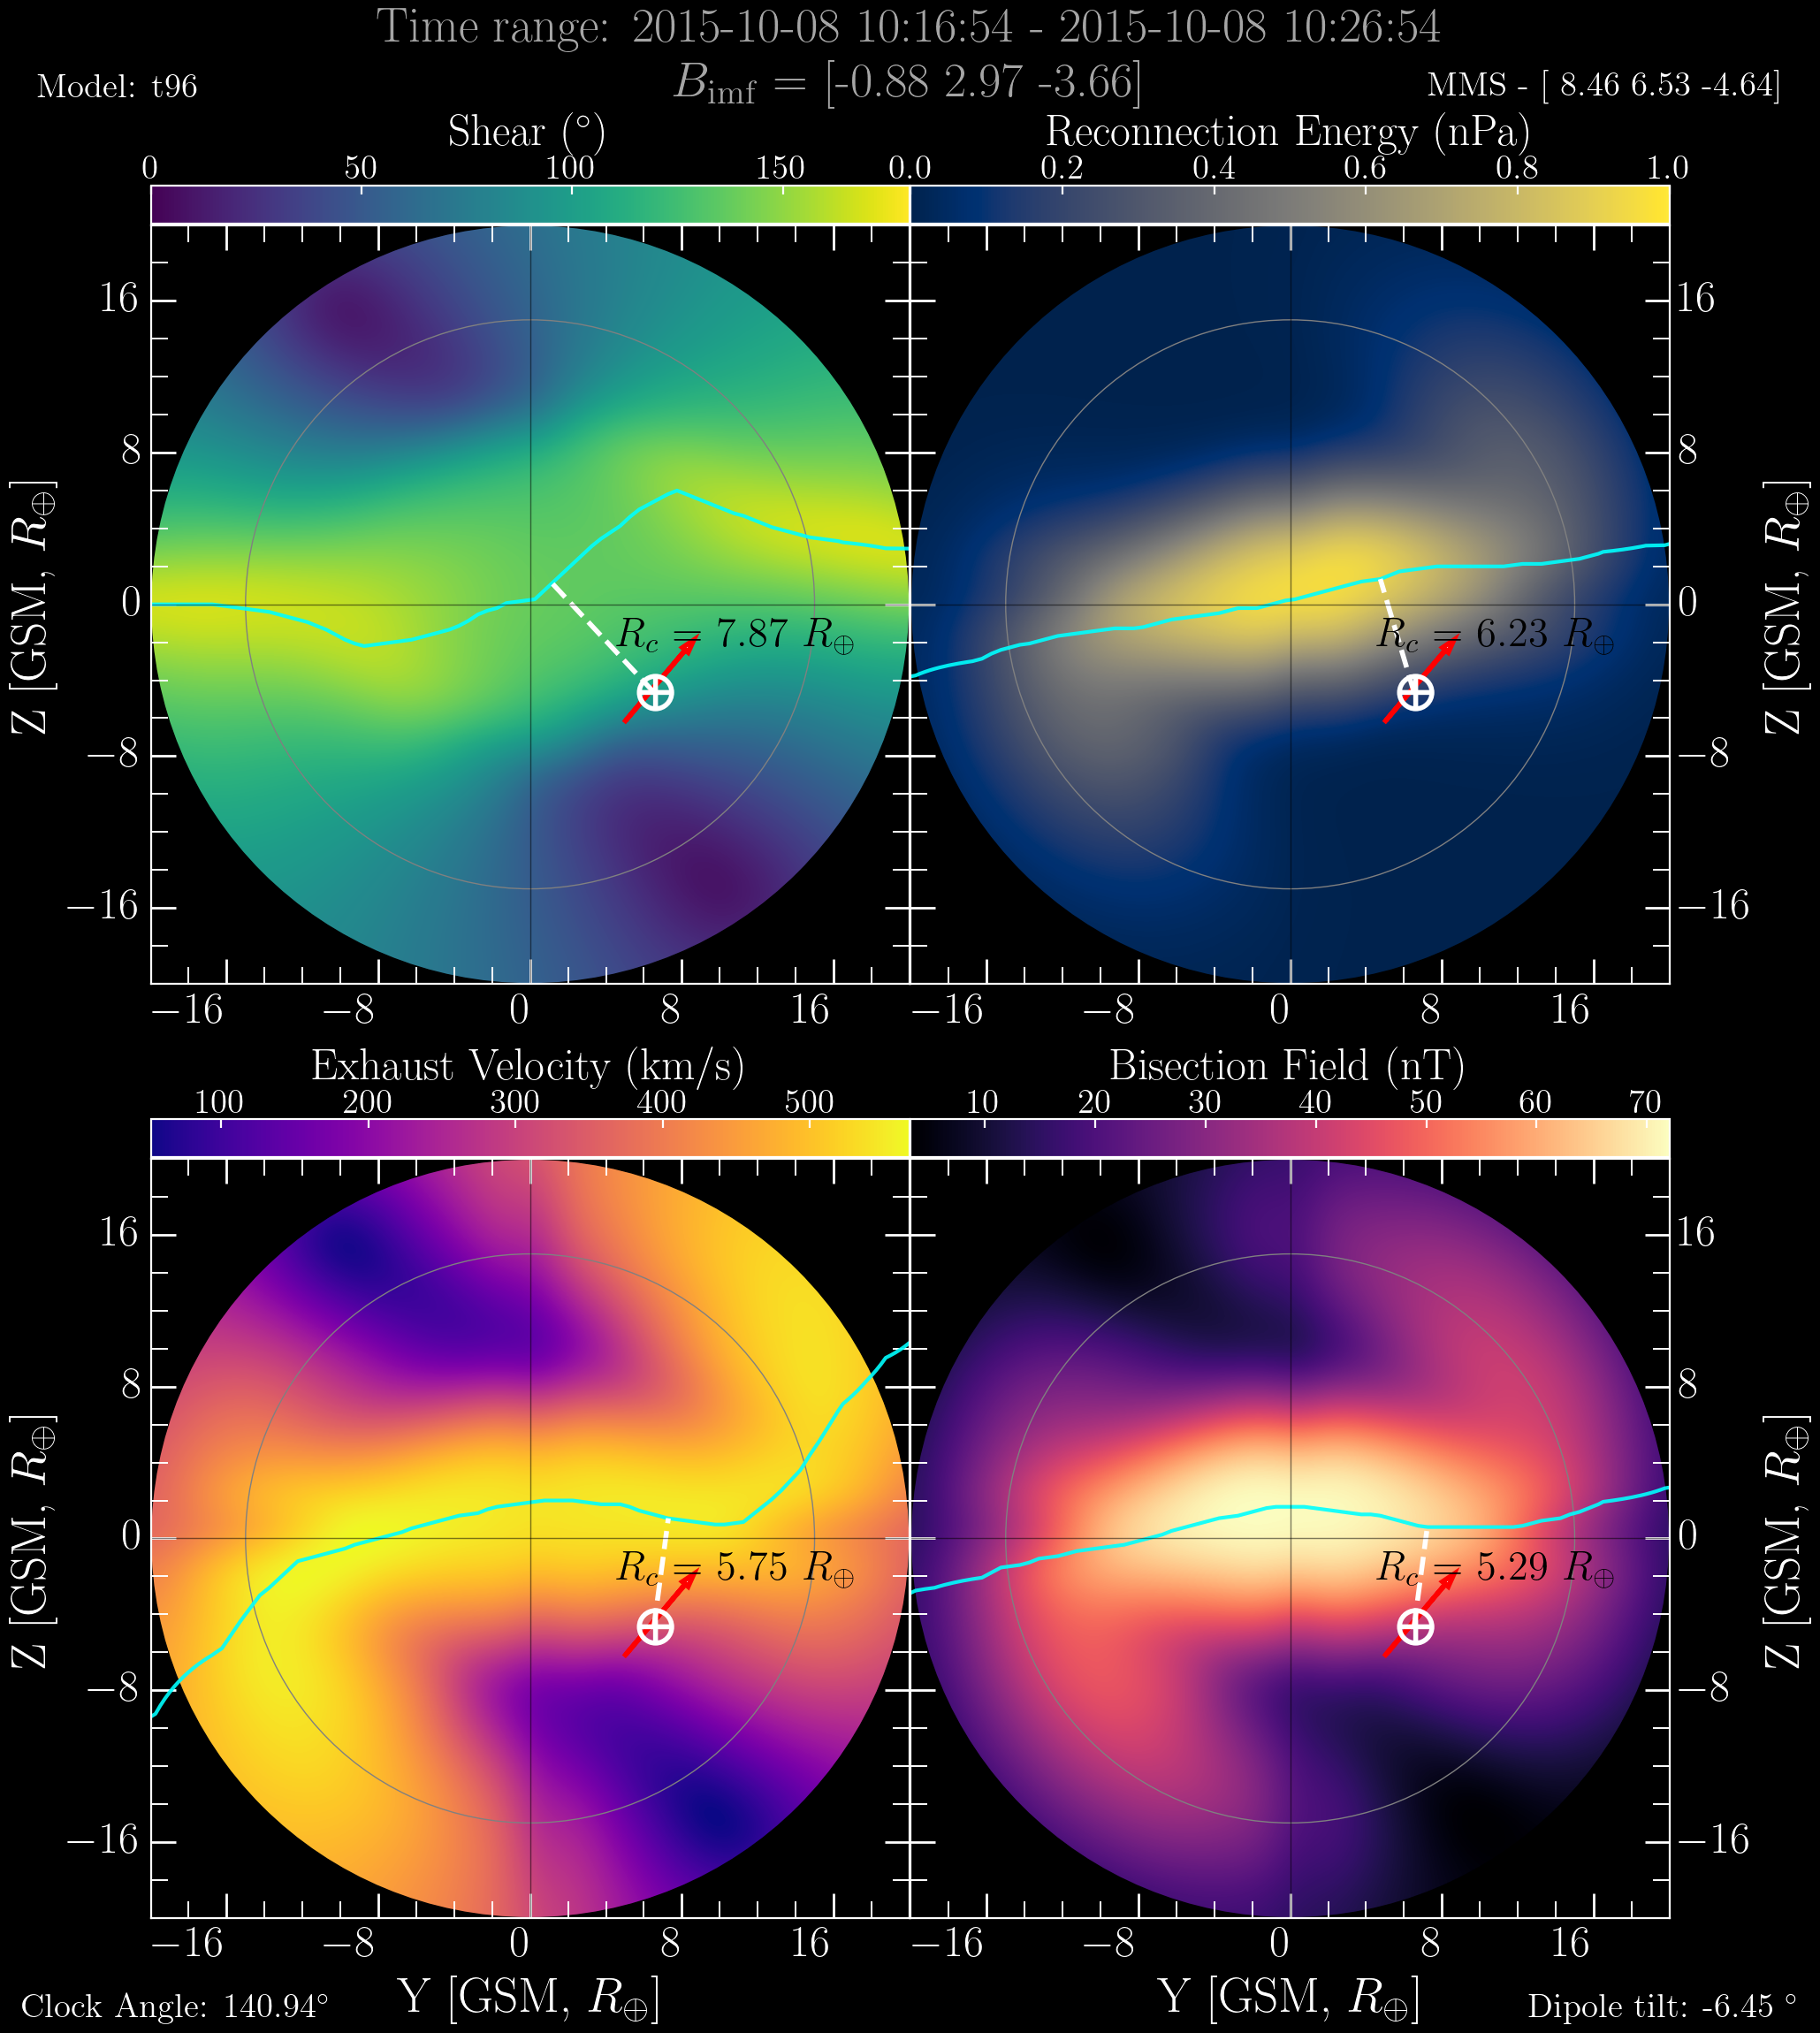 Time range: 2015-10-08 10:16:54 - 2015-10-08 10:26:54
Model: t96
B_imf = [-0.88 2.97 -3.66]
MMS - [ 8.46 6.53 -4.64]
Shear (°)
Reconnection Energy (nPa)
0 50 100 150
0.0 0.2 0.4 0.6 0.8 1.0
16
8
0
−8
−16
Z [GSM, R⊕]
R_c = 7.87 R⊕
−16 −8 0 8 16
R_c = 6.23 R⊕
16
8
0
−8
−16
Z [GSM, R⊕]
−16 −8 0 8 16
Exhaust Velocity (km/s)
Bisection Field (nT)
100 200 300 400 500
10 20 30 40 50 60 70
16
8
0
−8
−16
Z [GSM, R⊕]
R_c = 5.75 R⊕
−16 −8 0 8 16
Y [GSM, R⊕]
R_c = 5.29 R⊕
16
8
0
−8
−16
Z [GSM, R⊕]
−16 −8 0 8 16
Y [GSM, R⊕]
Clock Angle: 140.94°
Dipole tilt: -6.45 °